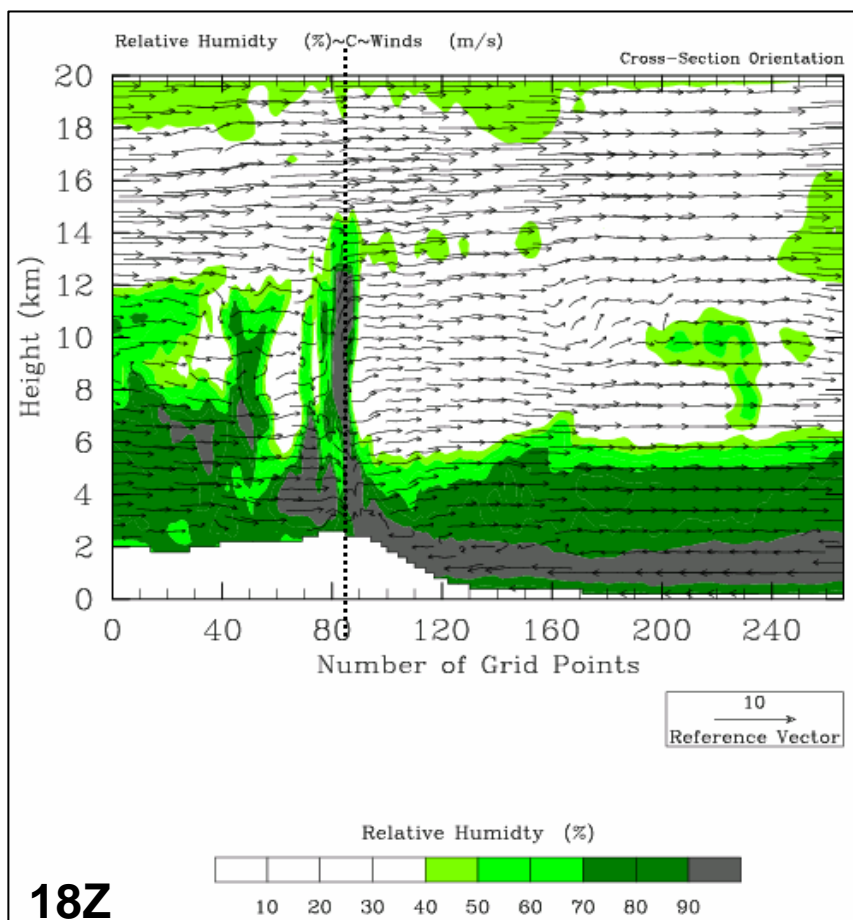 Relative Humidity (%)~C~Winds (m/s)
Cross-Section Orientation
20
18
16
14
12
10
8
6
4
2
0
Height (km)
0 40 80 120 160 200 240
Number of Grid Points
10
Reference Vector
Relative Humidity (%)
10 20 30 40 50 60 70 80 90
18Z